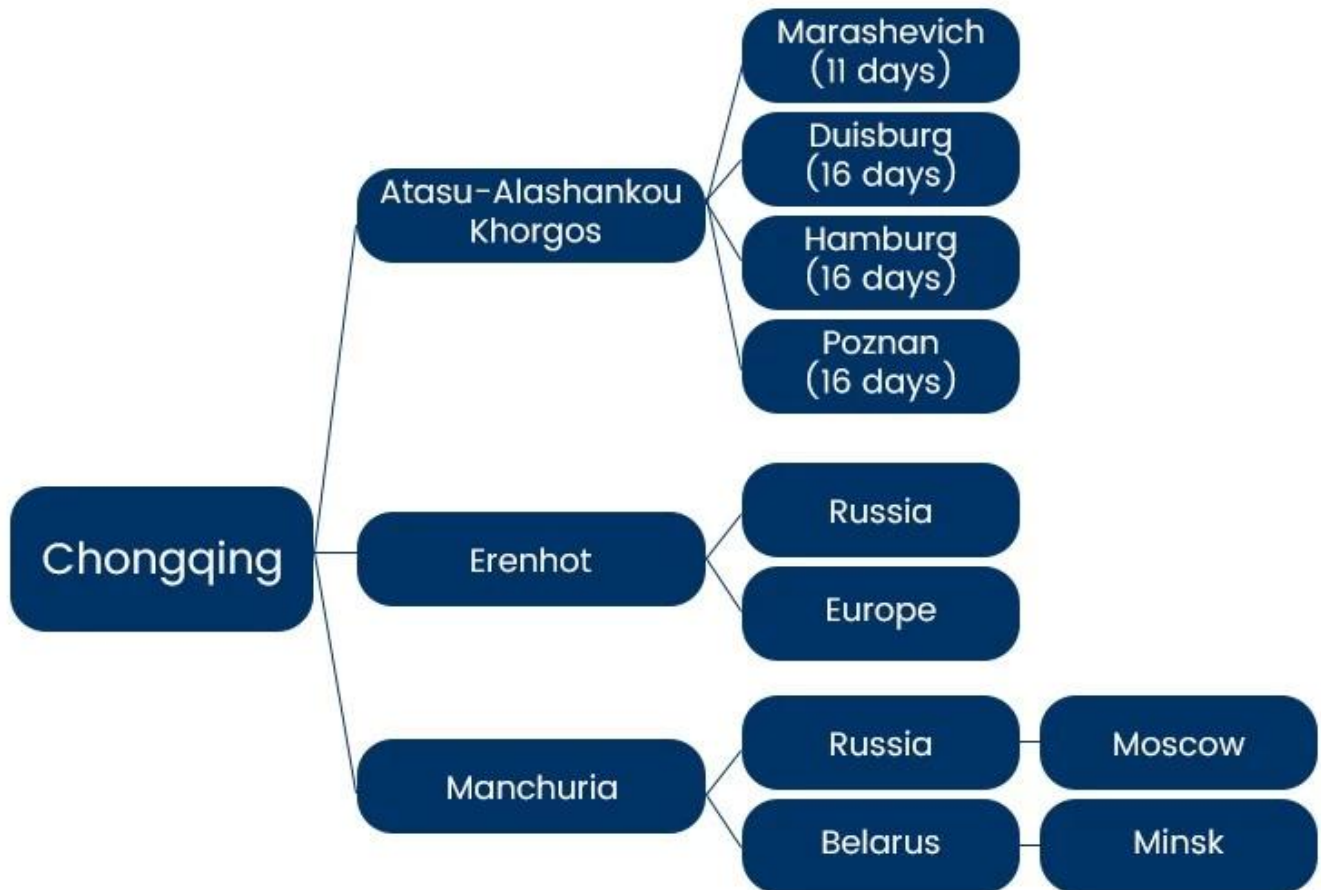 Marashevich
(11 days)
Duisburg
(16 days)
Atasu-Alashankou
Khorgos
Hamburg
(16 days)
Poznan
(16 days)
Chongqing
Erenhot
Russia
Europe
Manchuria
Russia
Moscow
Belarus
Minsk